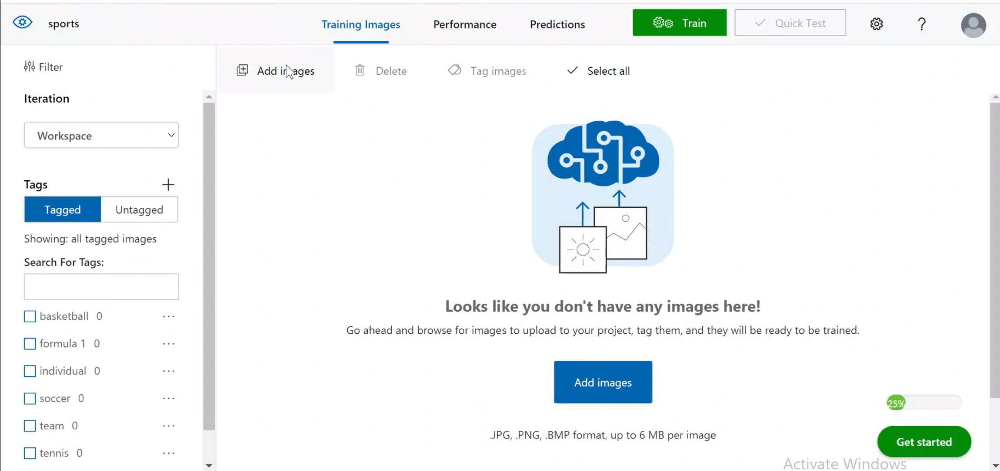 sports
Training Images
Performance
Predictions
Train
Quick Test
?
Filter
Add images
Delete
Tag images
Select all
Iteration
Workspace
Tags
Tagged
Untagged
Showing: all tagged images
Search For Tags:
basketball 0
formula 1 0
individual 0
soccer 0
team 0
tennis 0
Looks like you don't have any images here!
Go ahead and browse for images to upload to your project, tag them, and they will be ready to be trained.
Add images
.JPG, .PNG, .BMP format, up to 6 MB per image
25%
Get started
Activate Windows